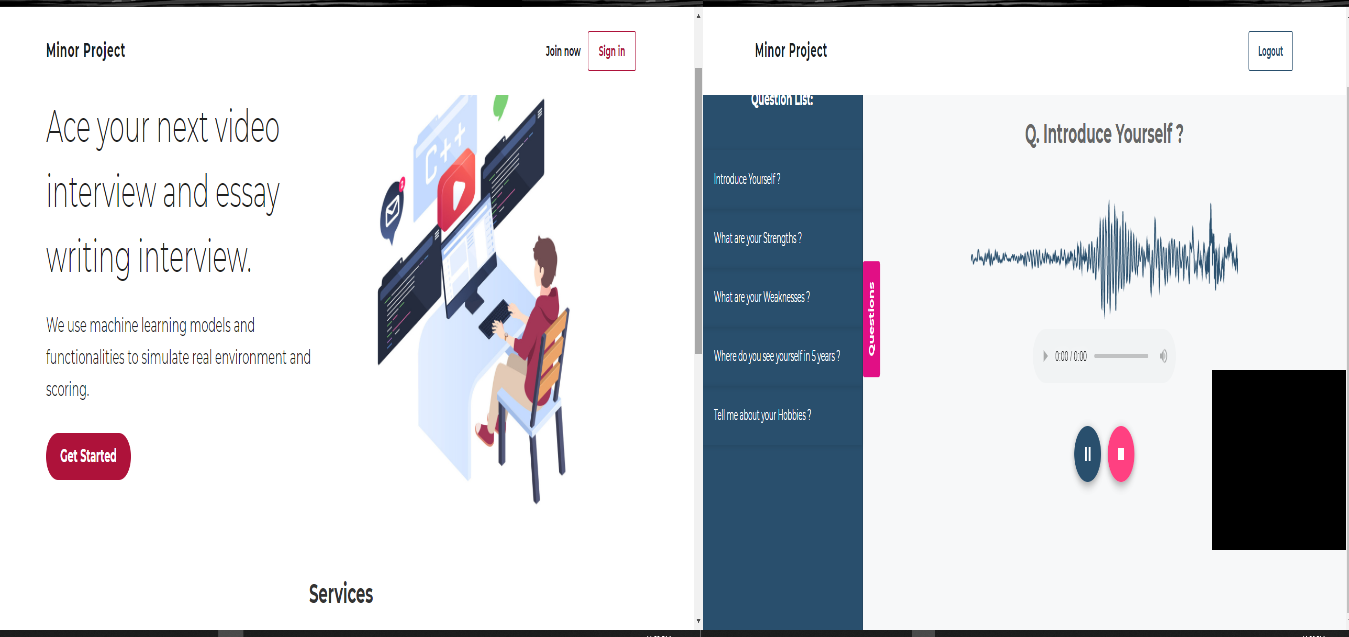 Minor Project
Join now
Sign in
Ace your next video
interview and essay
writing interview.
We use machine learning models and
functionalities to simulate real environment and
scoring.
Get Started
C++
Services
Minor Project
Logout
Question List:
Introduce Yourself ?
What are your Strengths ?
What are your Weaknesses ?
Where do you see yourself in 5 years ?
Tell me about your Hobbies ?
Questions
Q. Introduce Yourself ?
0:00 / 0:00